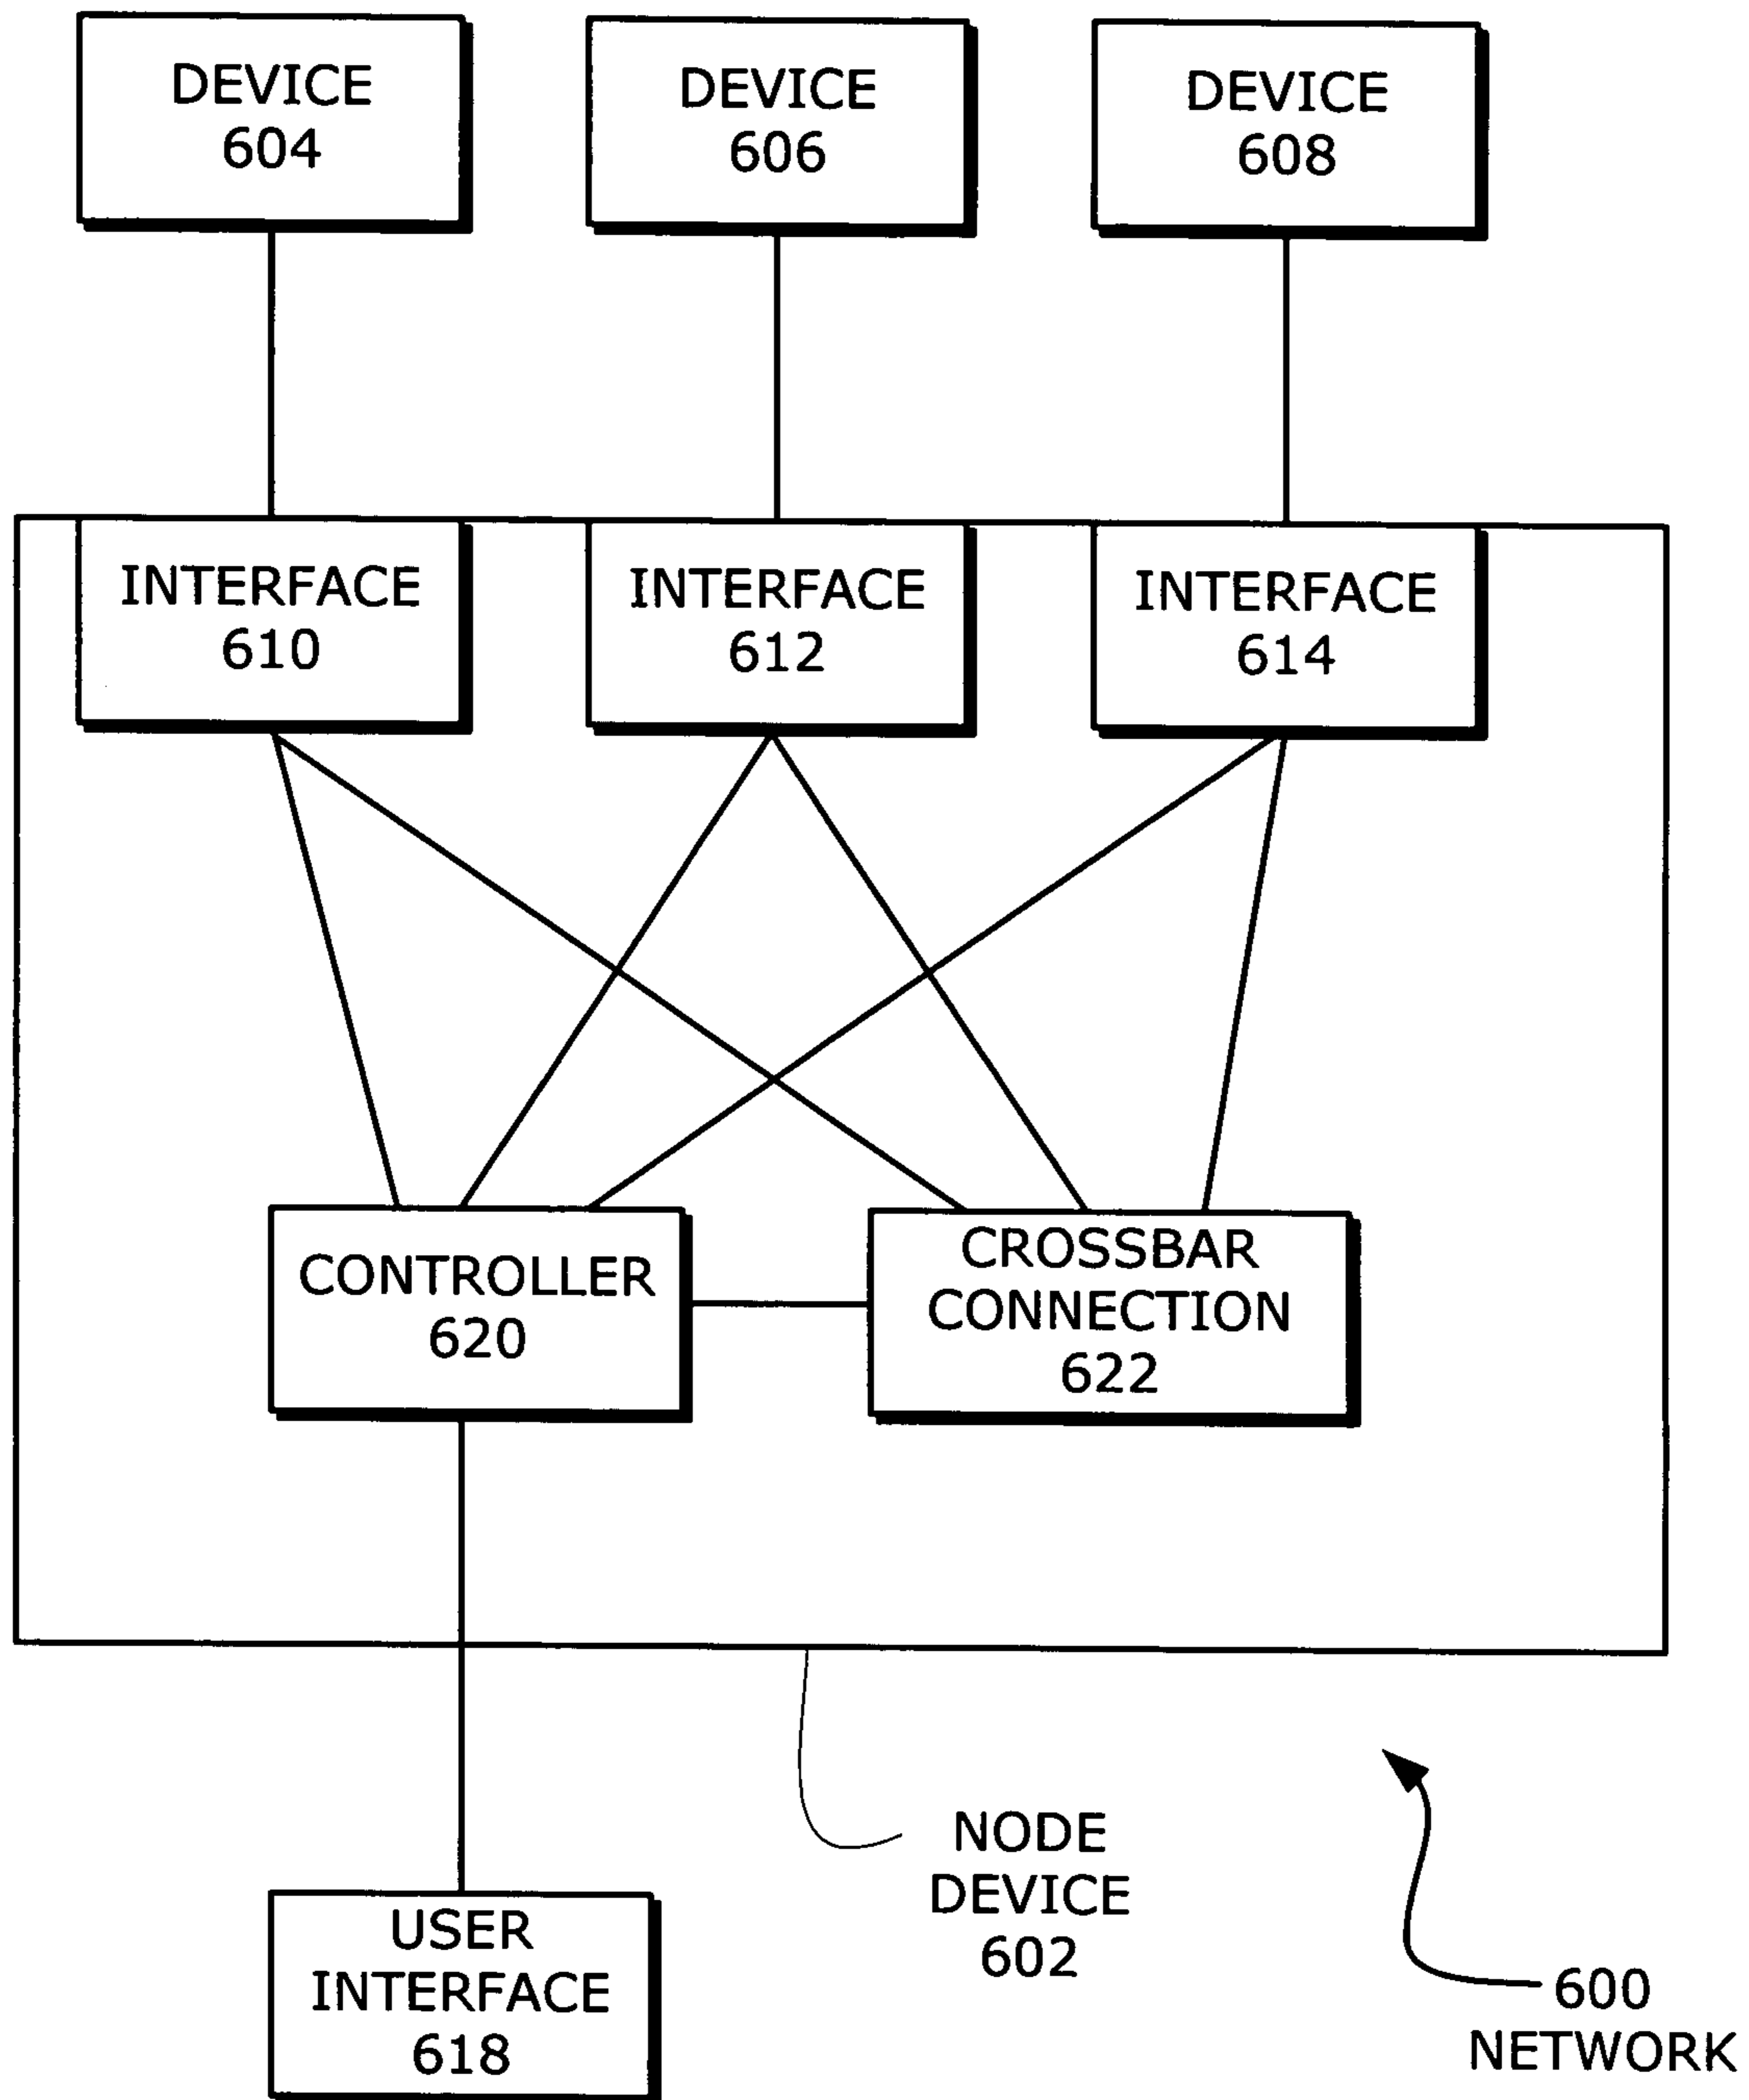 DEVICE
604
DEVICE
606
DEVICE
608
INTERFACE
610
INTERFACE
612
INTERFACE
614
CONTROLLER
620
CROSSBAR
CONNECTION
622
NODE
DEVICE
602
USER
INTERFACE
618
600
NETWORK